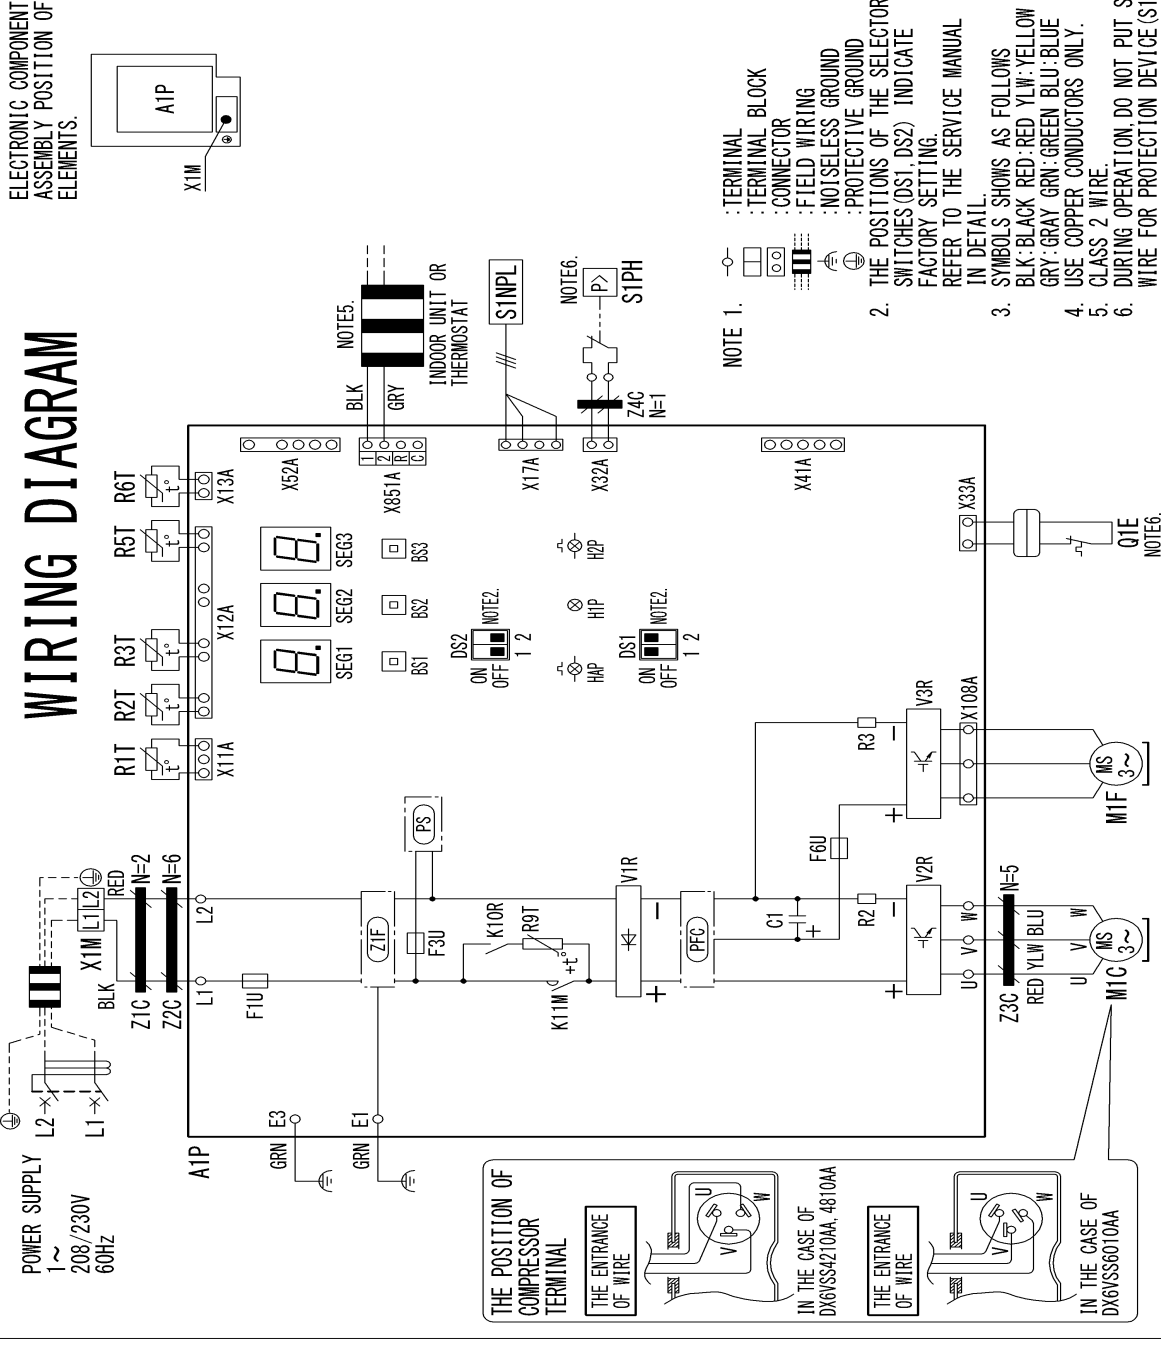 WIRING DIAGRAM
ELECTRONIC COMPONENT
ASSEMBLY POSITION OF
ELEMENTS.
A1P
X1M
POWER SUPPLY
1~
208/230V
60Hz
L2
L1
X1M
L1
L2
BLK
RED
Z1C
N=2
Z2C
N=6
R1T
t°
X11A
R2T
t°
R3T
t°
X12A
R5T
t°
R6T
t°
X13A
A1P
L1
L2
F1U
GRN
E3
GRN
E1
Z1F
F3U
PS
K10R
R9T
+t°
K11M
V1R
+
−
PFC
C1
+
R2
V2R
+
−
F6U
R3
V3R
+
−
X108A
U
V
W
Z3C
N=5
RED
YLW
BLU
U
V
W
M1C
MS
3~
M1F
MS
3~
SEG1
SEG2
SEG3
BS1
BS2
BS3
DS2
NOTE2.
ON
OFF
1 2
HAP
H1P
H2P
DS1
NOTE2.
ON
OFF
1 2
X52A
X851A
1
2
R
C
BLK
GRY
NOTE5.
INDOOR UNIT OR
THERMOSTAT
X17A
S1NPL
X32A
Z4C
N=1
NOTE6.
P>
S1PH
X41A
X33A
Q1E
NOTE6.
THE POSITION OF
COMPRESSOR
TERMINAL
THE ENTRANCE
OF WIRE
U
V
W
IN THE CASE OF
DX6VSS4210AA, 4810AA
THE ENTRANCE
OF WIRE
U
V
W
IN THE CASE OF
DX6VSS6010AA
NOTE 1.
:TERMINAL
:TERMINAL BLOCK
:CONNECTOR
:FIELD WIRING
:NOISELESS GROUND
:PROTECTIVE GROUND
2. THE POSITIONS OF THE SELECTOR
SWITCHES(DS1,DS2) INDICATE
FACTORY SETTING.
REFER TO THE SERVICE MANUAL
IN DETAIL.
3. SYMBOLS SHOWS AS FOLLOWS
BLK:BLACK RED:RED YLW:YELLOW
GRY:GRAY GRN:GREEN BLU:BLUE
4. USE COPPER CONDUCTORS ONLY.
5. CLASS 2 WIRE.
6. DURING OPERATION,DO NOT PUT S
WIRE FOR PROTECTION DEVICE(S1